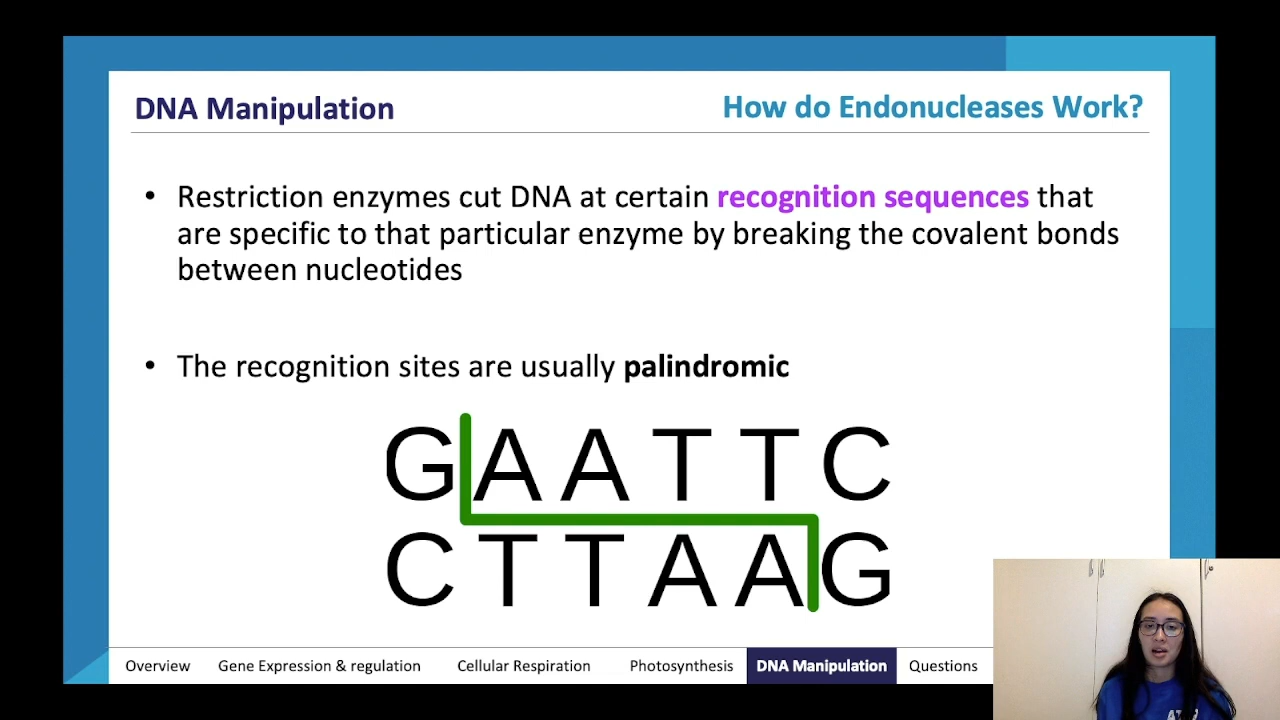 DNA Manipulation
How do Endonucleases Work?
• Restriction enzymes cut DNA at certain recognition sequences that
are specific to that particular enzyme by breaking the covalent bonds
between nucleotides
• The recognition sites are usually palindromic
GAATTC
CTTAAG
Overview Gene Expression & regulation Cellular Respiration Photosynthesis DNA Manipulation Questions